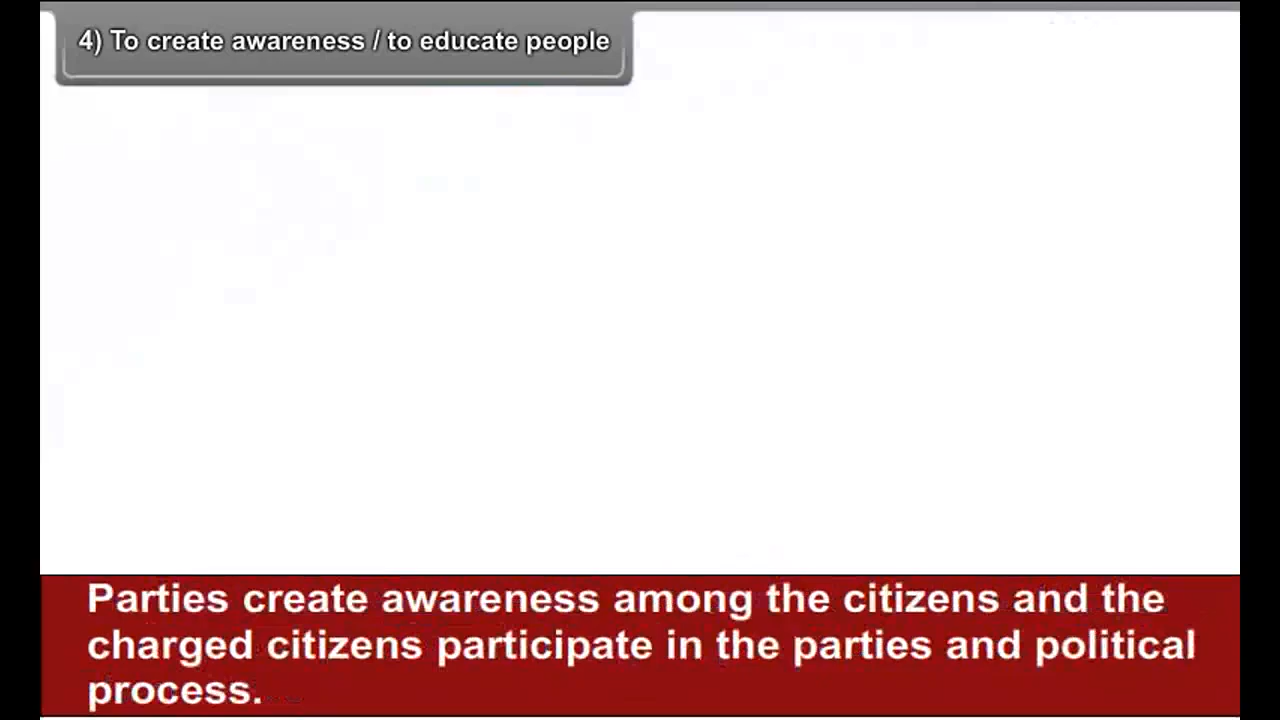 4) To create awareness / to educate people
Parties create awareness among the citizens and the
charged citizens participate in the parties and political
process.